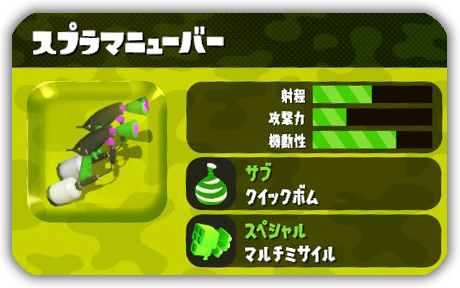 スプラマニューバー
射程
攻撃力
機動性
サブ
クイックボム
スペシャル
マルチミサイル